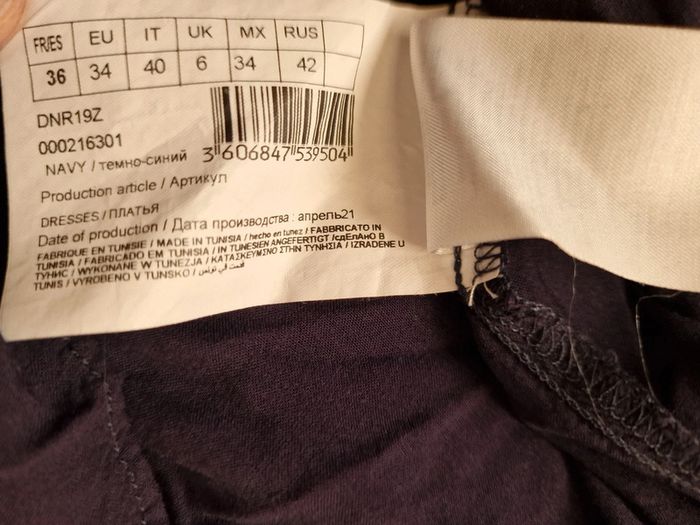 FR/ES EU IT UK MX RUS
36 34 40 6 34 42
DNR19Z
000216301
NAVY / темно-синий
3 606847 539504
Production article / Артикул
DRESSES / ПЛАТЬЯ
Date of production / Дата производства : апрель21
FABRIQUE EN TUNISIE / MADE IN TUNISIA / hecho en tunez / FABBRICATO IN
TUNISIA / FABRICADO EM TUNISIA / IN TUNESIEN ANGEFERTIGT / сдЕлАнО В
ТУНИС / WYKONANE W TUNEZJA / ΚΑΤΑΣΚΕΥΜΣΝΟ ΣΤΗΝ ΤΥΝΗΣΙΑ / IZRADENE U
TUNIS / VYROBENO V TUNSKO /